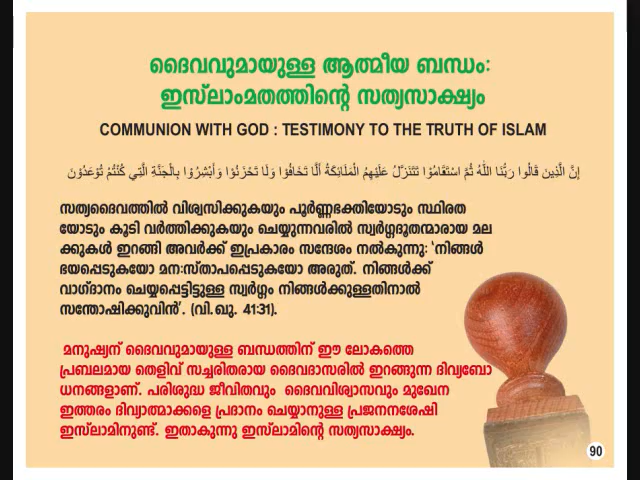 ദൈവവുമായുള്ള ആത്മീയ ബന്ധം:
ഇസ്‌ലാംമതത്തിന്റെ സത്യസാക്ഷ്യം
COMMUNION WITH GOD : TESTIMONY TO THE TRUTH OF ISLAM
إِنَّ الَّذِينَ قَالُوا رَبُّنَا اللَّهُ ثُمَّ اسْتَقَامُوا تَتَنَزَّلُ عَلَيْهِمُ الْمَلَائِكَةُ أَلَّا تَخَافُوا وَلَا تَحْزَنُوا وَأَبْشِرُوا بِالْجَنَّةِ الَّتِي كُنْتُمْ تُوعَدُونَ
സത്യദൈവത്തിൽ വിശ്വസിക്കുകയും പൂർണ്ണഭക്തിയോടും സ്ഥിരത
യോടും കൂടി വർത്തിക്കുകയും ചെയ്യുന്നവരിൽ സ്വർഗ്ഗദൂതന്മാരായ മല
ക്കുകൾ ഇറങ്ങി അവർക്ക് ഇപ്രകാരം സന്ദേശം നൽകുന്നു: 'നിങ്ങൾ
ഭയപ്പെടുകയോ മനഃസ്താപപ്പെടുകയോ അരുത്. നിങ്ങൾക്ക്
വാഗ്ദാനം ചെയ്യപ്പെട്ടിട്ടുള്ള സ്വർഗ്ഗം നിങ്ങൾക്കുള്ളതിനാൽ
സന്തോഷിക്കുവിൻ'. (വി.ഖു. 41:31).
മനുഷ്യന് ദൈവവുമായുള്ള ബന്ധത്തിന് ഈ ലോകത്തെ
പ്രബലമായ തെളിവ് സച്ചരിതരായ ദൈവദാസരിൽ ഇറങ്ങുന്ന ദിവ്യബോ
ധനങ്ങളാണ്. പരിശുദ്ധ ജീവിതവും ദൈവവിശ്വാസവും മുഖേന
ഇത്തരം ദിവ്യാത്മാക്കളെ പ്രദാനം ചെയ്യാനുള്ള പ്രജനനശേഷി
ഇസ്‌ലാമിനുണ്ട്. ഇതാകുന്നു ഇസ്‌ലാമിന്റെ സത്യസാക്ഷ്യം.
90